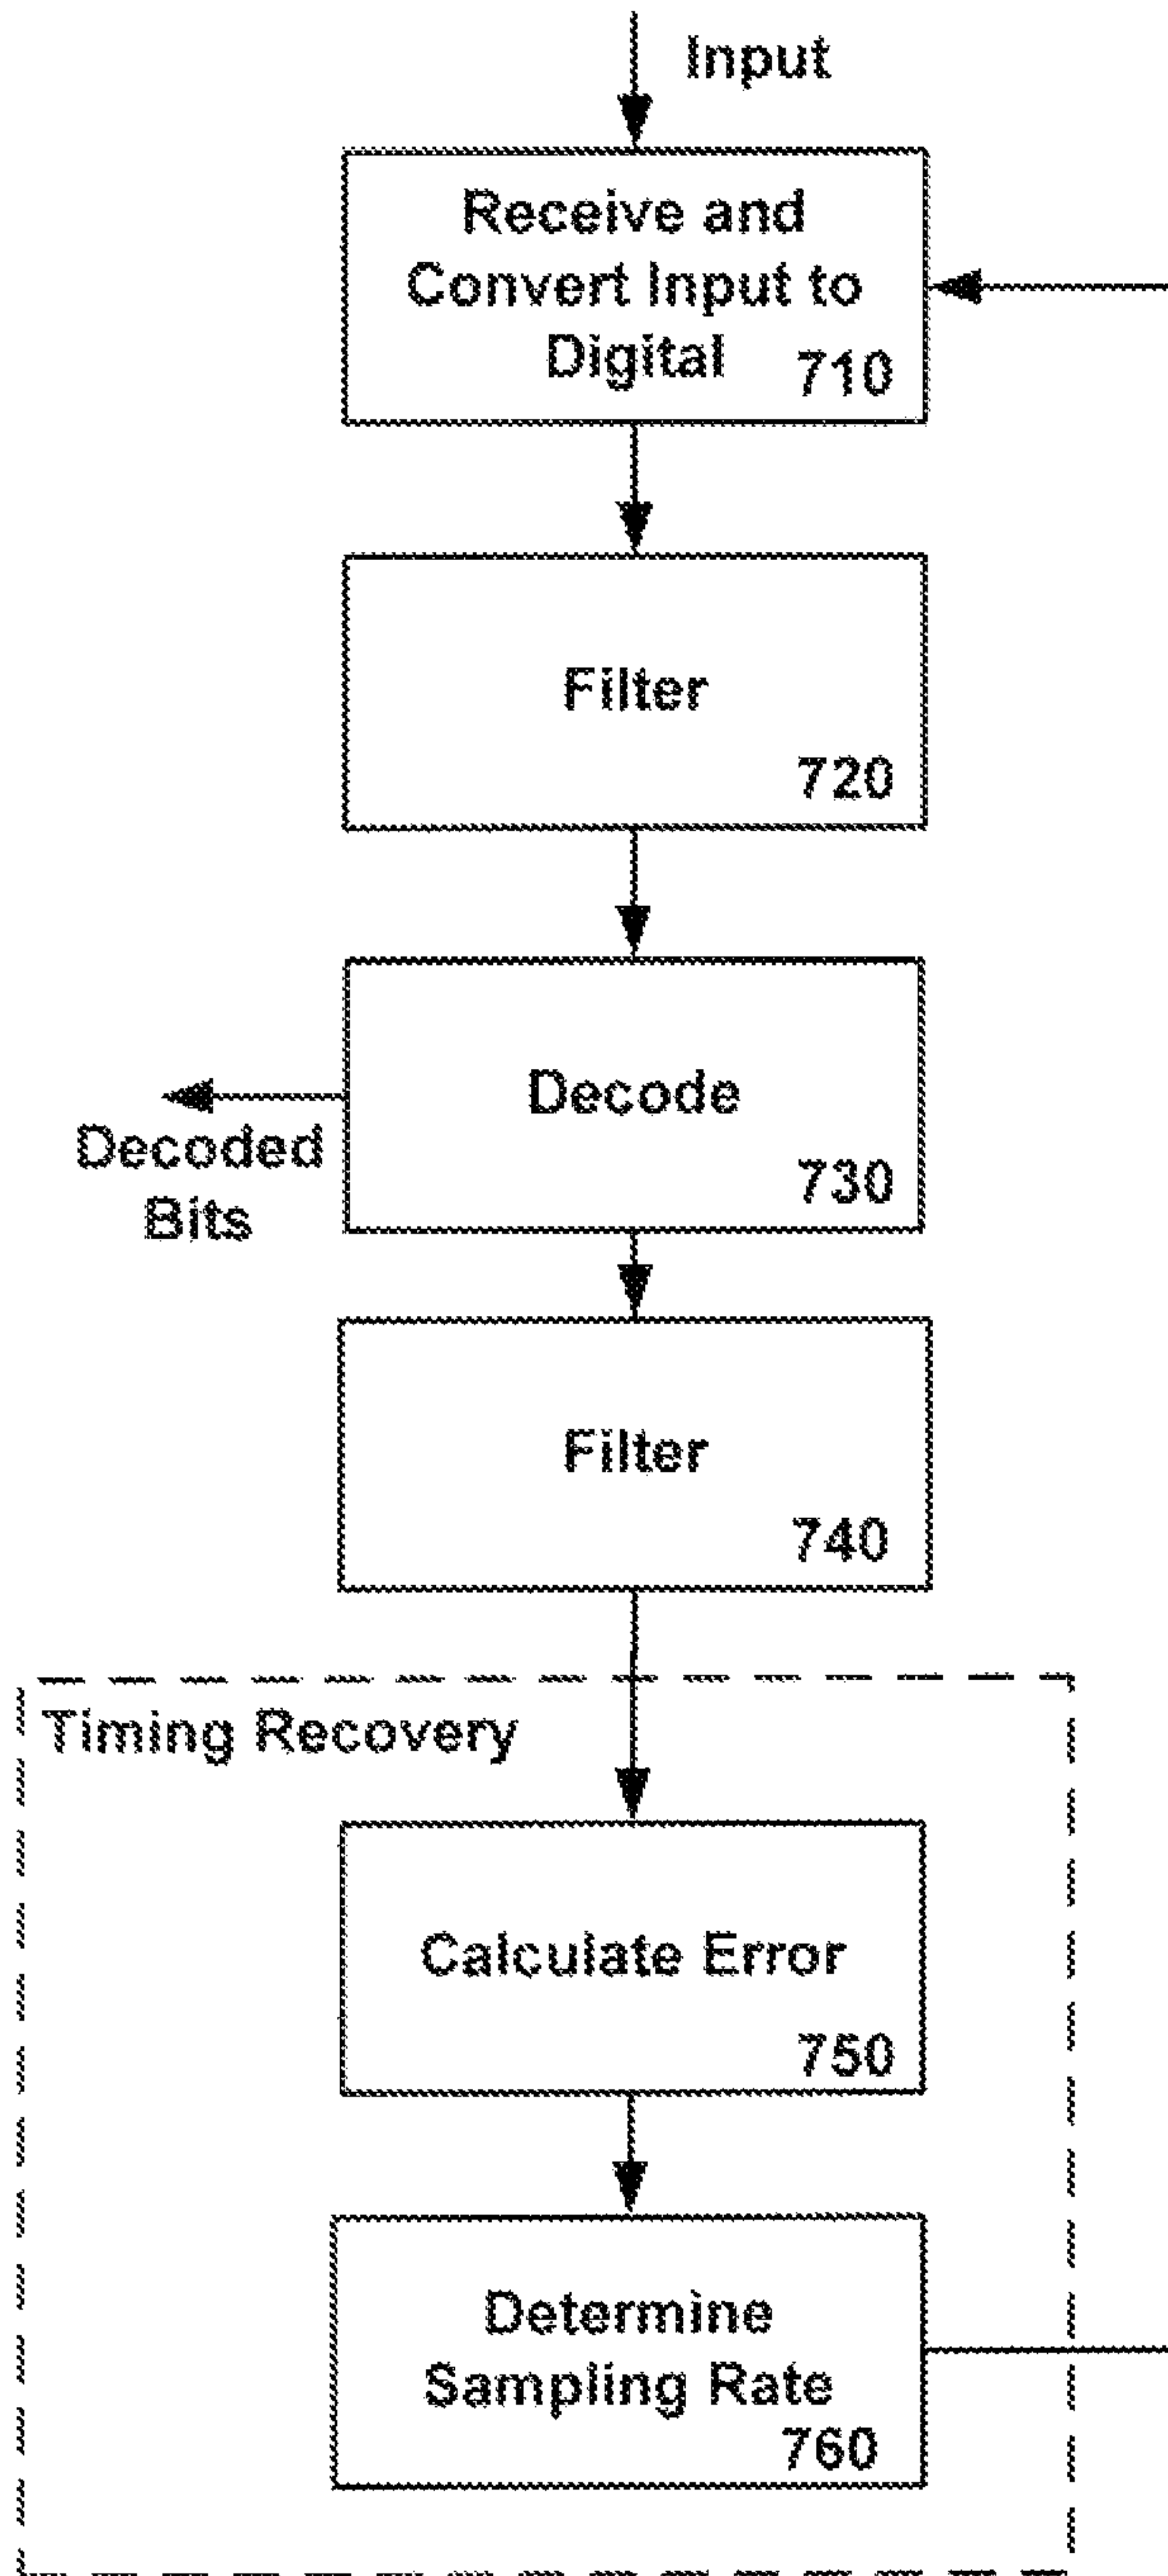 Input
Receive and
Convert Input to
Digital 710
Filter
720
Decode
730
Decoded
Bits
Filter
740
Timing Recovery
Calculate Error
750
Determine
Sampling Rate
760